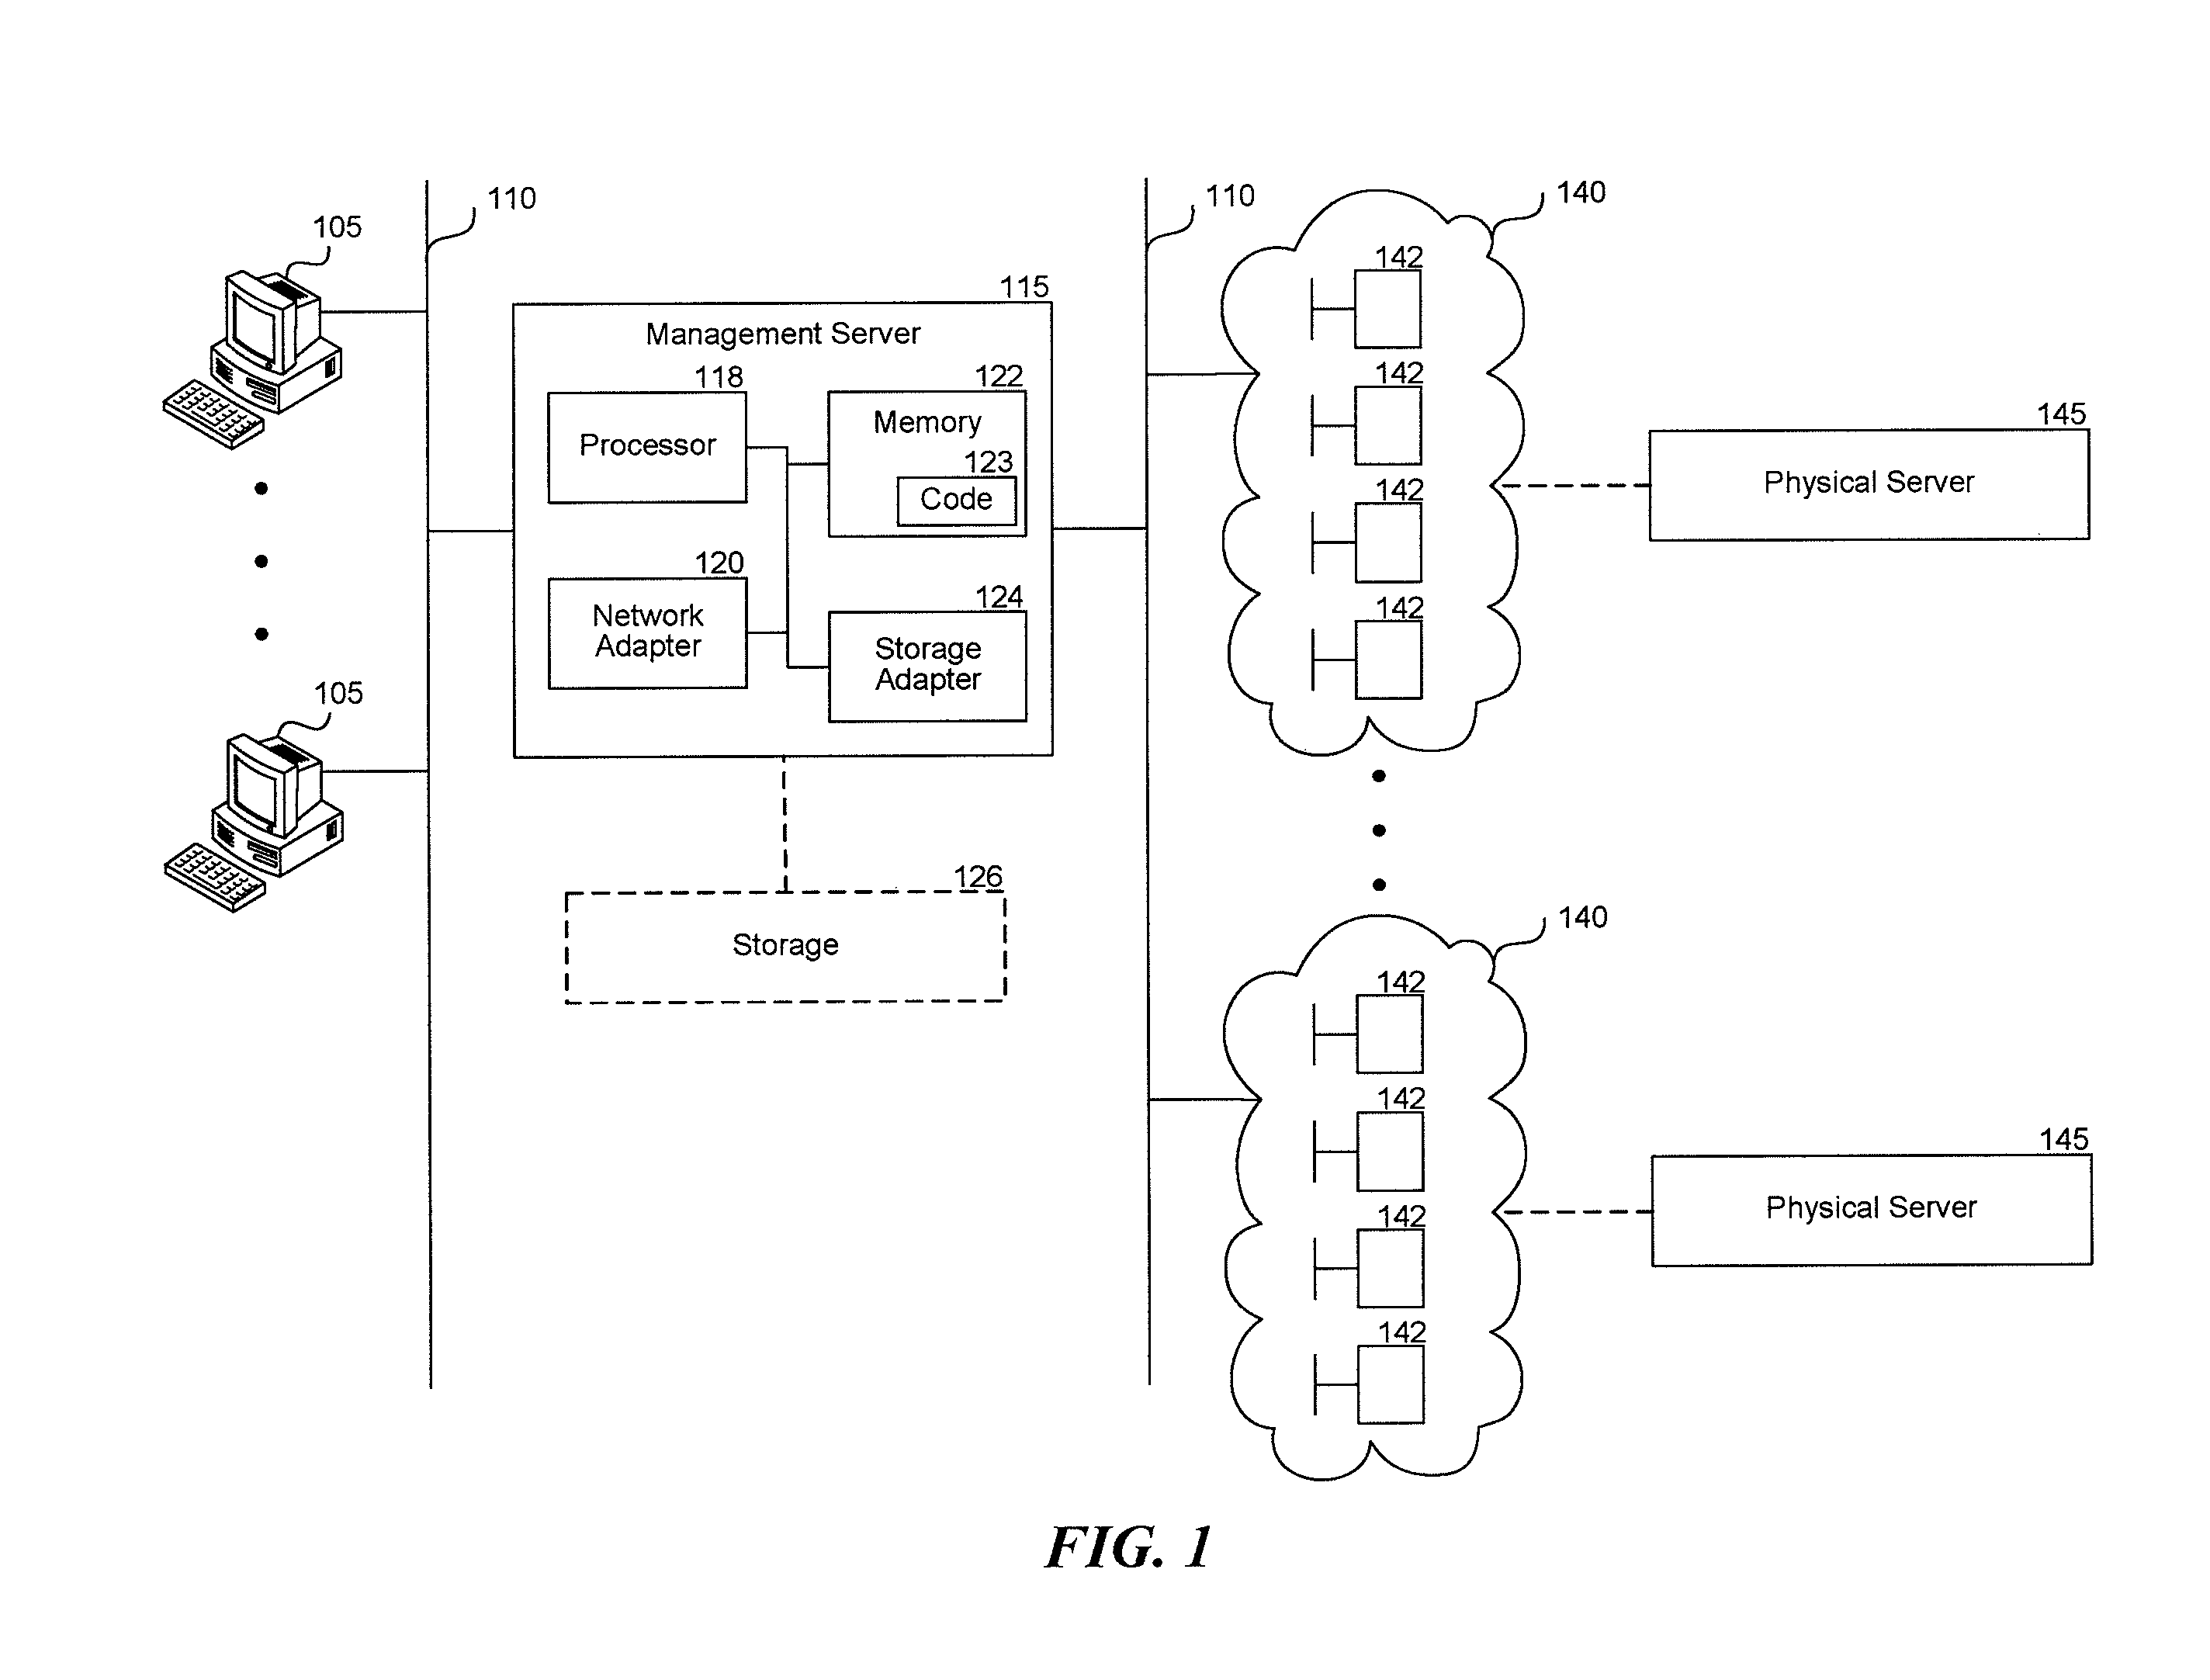 105
110
115
Management Server
118
Processor
122
Memory
123
Code
120
Network
Adapter
124
Storage
Adapter
126
Storage
105
110
140
142
142
142
142
145
Physical Server
140
142
142
142
142
145
Physical Server
FIG. 1